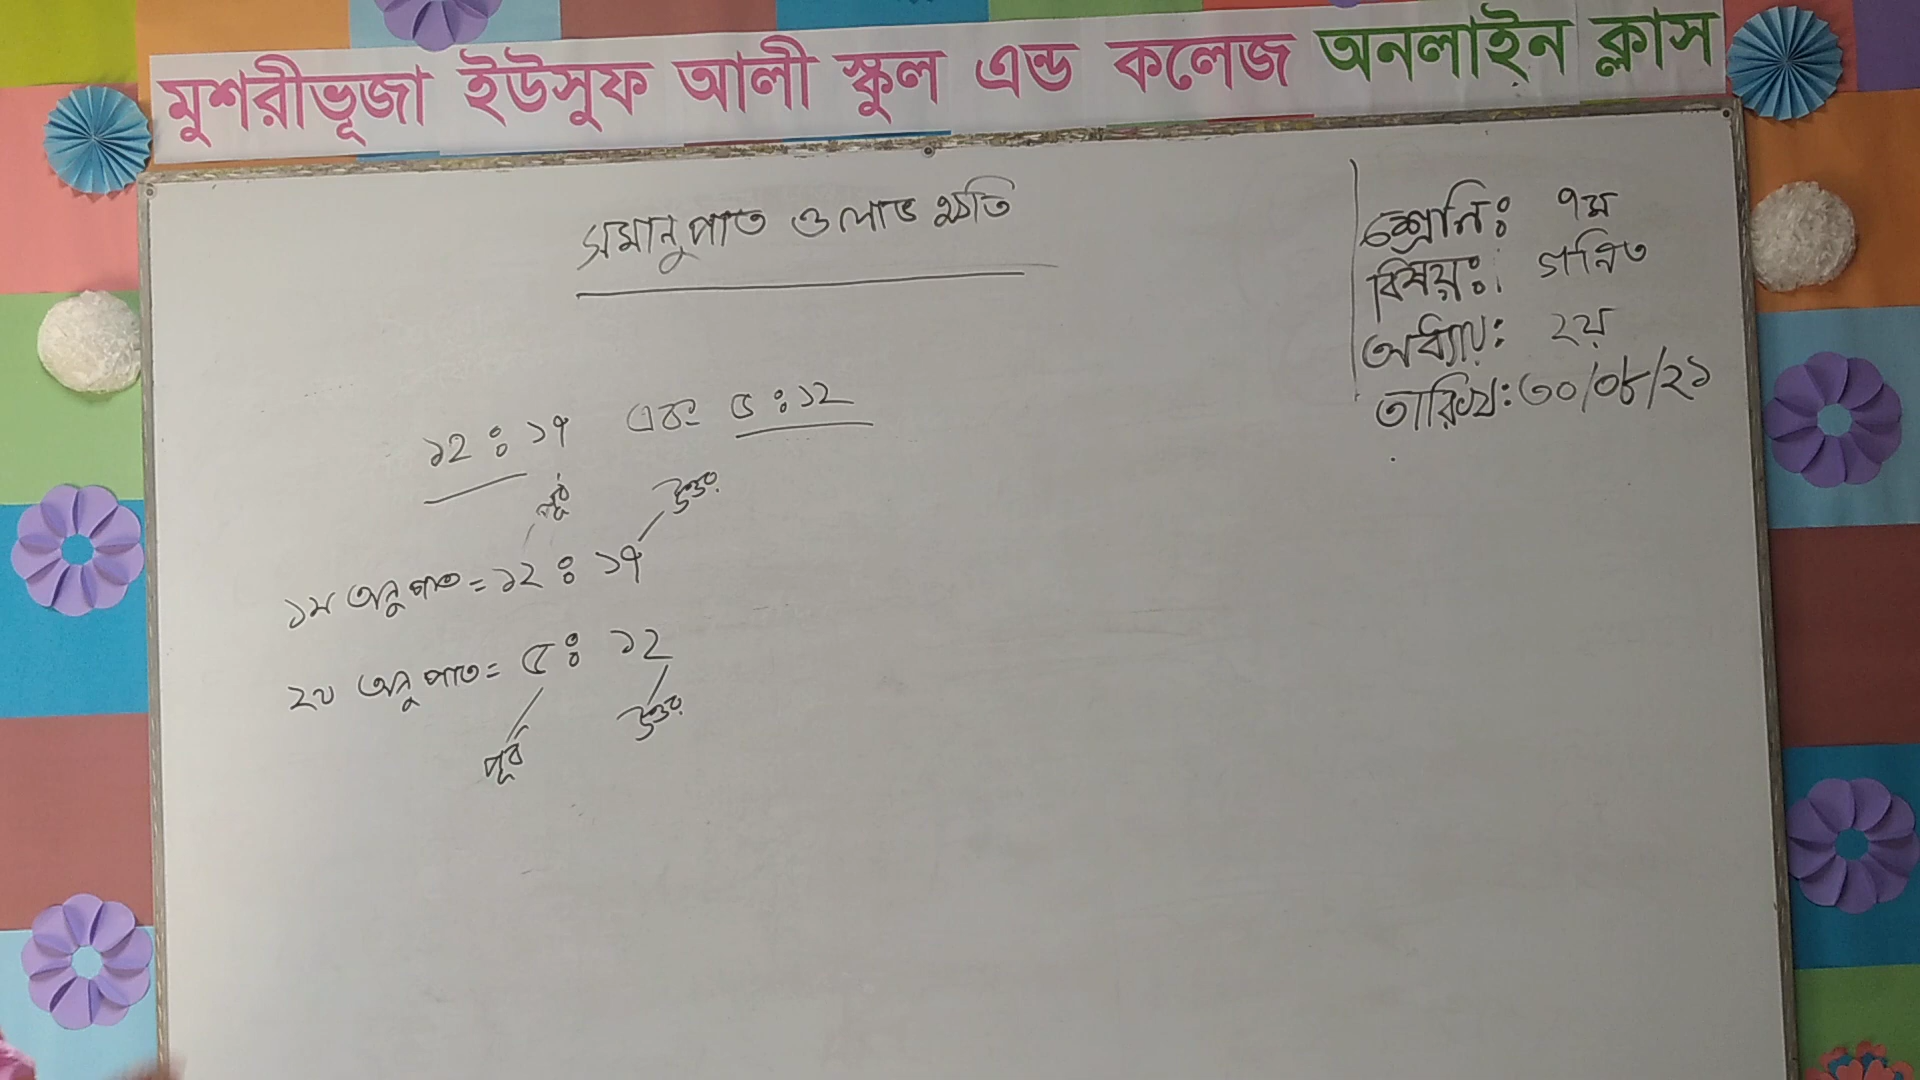 মুশরীভূজা ইউসুফ আলী স্কুল এন্ড কলেজ অনলাইন ক্লাস
সমানুপাত ও লাভ ক্ষতি
শ্রেনি: ৭ম
বিষয়: গনিত
অধ্যায়: ২য়
তারিখ: ৩০/০৮/২১
১২ : ১৭ এবং ৫ : ১২
পূর্ব উত্তর
১ম অনুপাত = ১২ : ১৭
২য় অনুপাত = ৫ : ১২
পূর্ব উত্তর